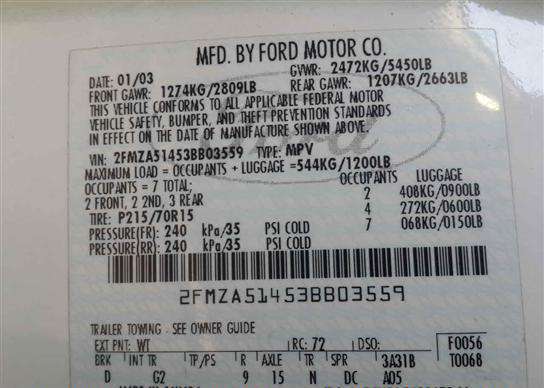 MFD. BY FORD MOTOR CO.
DATE: 01/03 GVWR: 2472KG/5450LB
FRONT GAWR: 1274KG/2809LB REAR GAWR: 1207KG/2663LB
THIS VEHICLE CONFORMS TO ALL APPLICABLE FEDERAL MOTOR
VEHICLE SAFETY, BUMPER, AND THEFT PREVENTION STANDARDS
IN EFFECT ON THE DATE OF MANUFACTURE SHOWN ABOVE.
VIN: 2FMZA51453BB03559 TYPE: MPV
MAXIMUM LOAD = OCCUPANTS + LUGGAGE = 544KG/1200LB
OCCUPANTS = 7 TOTAL; OCCUPANTS LUGGAGE
2 FRONT, 2 2ND, 3 REAR 2 408KG/0900LB
TIRE: P215/70R15 4 272KG/0600LB
PRESSURE(FR): 240 kPa/35 PSI COLD 7 068KG/0150LB
PRESSURE(RR): 240 kPa/35 PSI COLD
2FMZA51453BB03559
TRAILER TOWING - SEE OWNER GUIDE
EXT PNT: WT RC: 72 DSO: F0056
BRK INT TR TP/PS R AXLE TR SPR 3A31B T0068
D G2 9 15 N DC A05